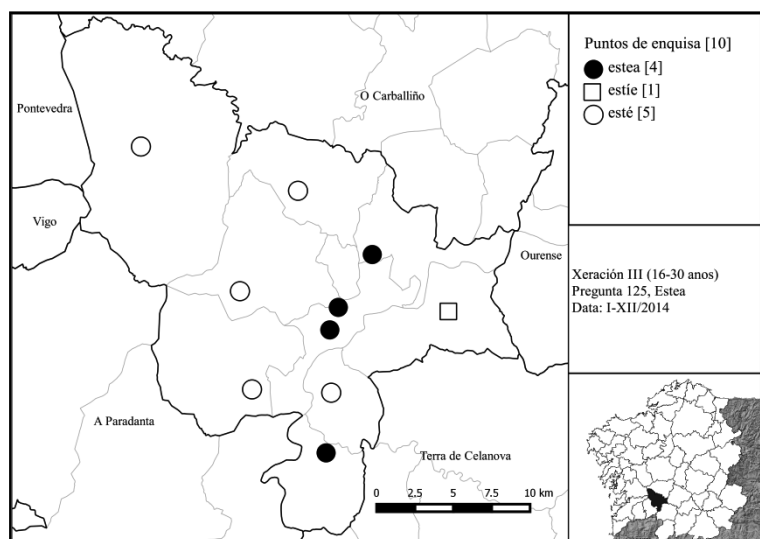 Pontevedra
O Carballiño
Vigo
Ourense
A Paradanta
Terra de Celanova
0 2,5 5 7.5 10 km
Puntos de enquisa [10]
estea [4]
estíe [1]
esté [5]
Xeración III (16-30 anos)
Pregunta 125, Estea
Data: I-XII/2014